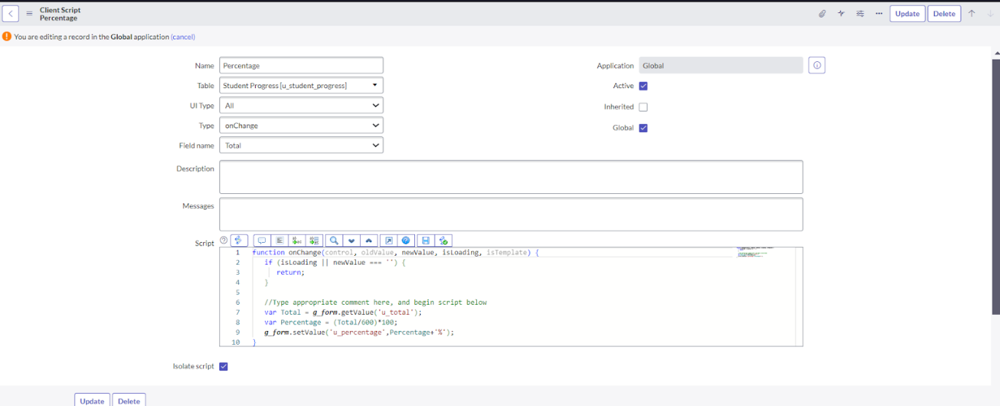 Client Script
Percentage
Update
Delete
You are editing a record in the Global application (cancel)
Name
Percentage
Application
Global
Table
Student Progress [u_student_progress]
Active
UI Type
All
Inherited
Type
onChange
Global
Field name
Total
Description
Messages
Script
1 function onChange(control, oldValue, newValue, isLoading, isTemplate) {
2 if (isLoading || newValue === '') {
3 return;
4 }
5
6 //Type appropriate comment here, and begin script below
7 var Total = g_form.getValue('u_total');
8 var Percentage = (Total/600)*100;
9 g_form.setValue('u_percentage',Percentage+'%');
10 }
Isolate script
Update
Delete